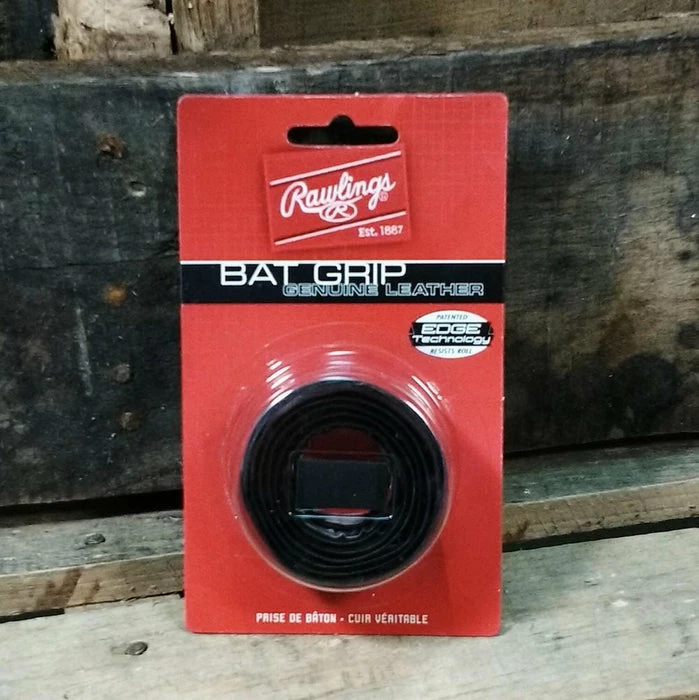 Rawlings®
R
Est. 1887
BAT GRIP
GENUINE LEATHER
PATENTED
EDGE
Technology
RESISTS ROLL
PRISE DE BÂTON - CUIR VÉRITABLE